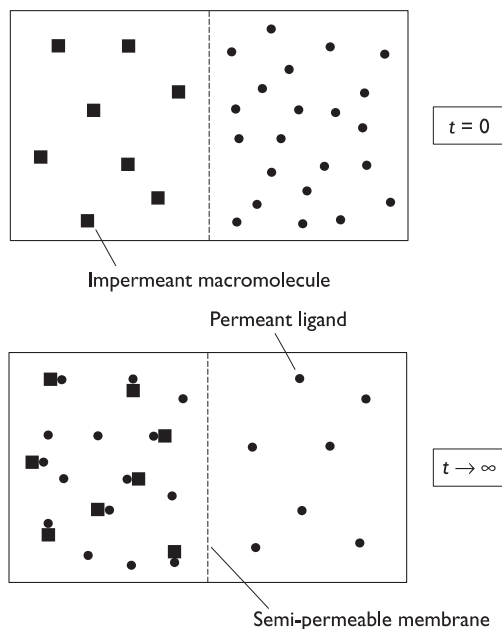 t = 0
Impermeant macromolecule
Permeant ligand
t → ∞
Semi-permeable membrane